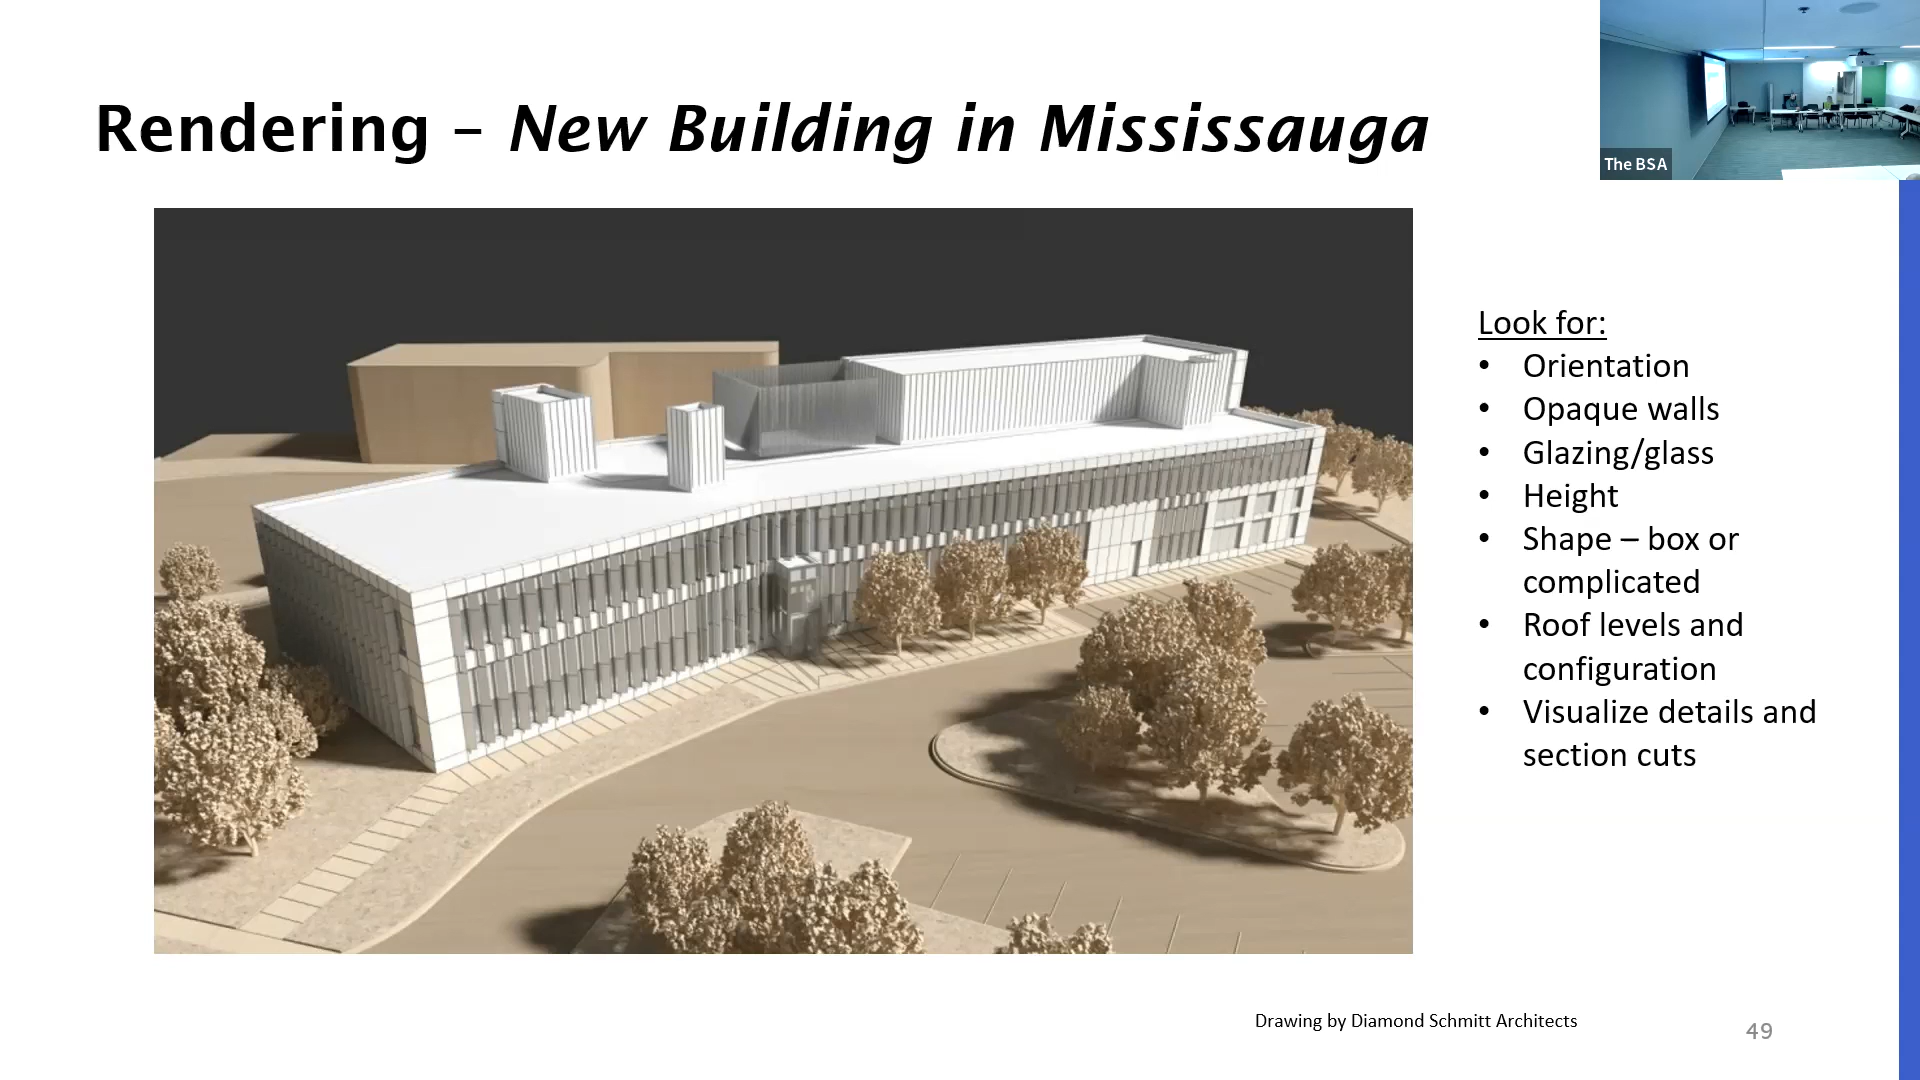 Rendering – New Building in Mississauga
The BSA
Look for:
• Orientation
• Opaque walls
• Glazing/glass
• Height
• Shape – box or
complicated
• Roof levels and
configuration
• Visualize details and
section cuts
Drawing by Diamond Schmitt Architects
49